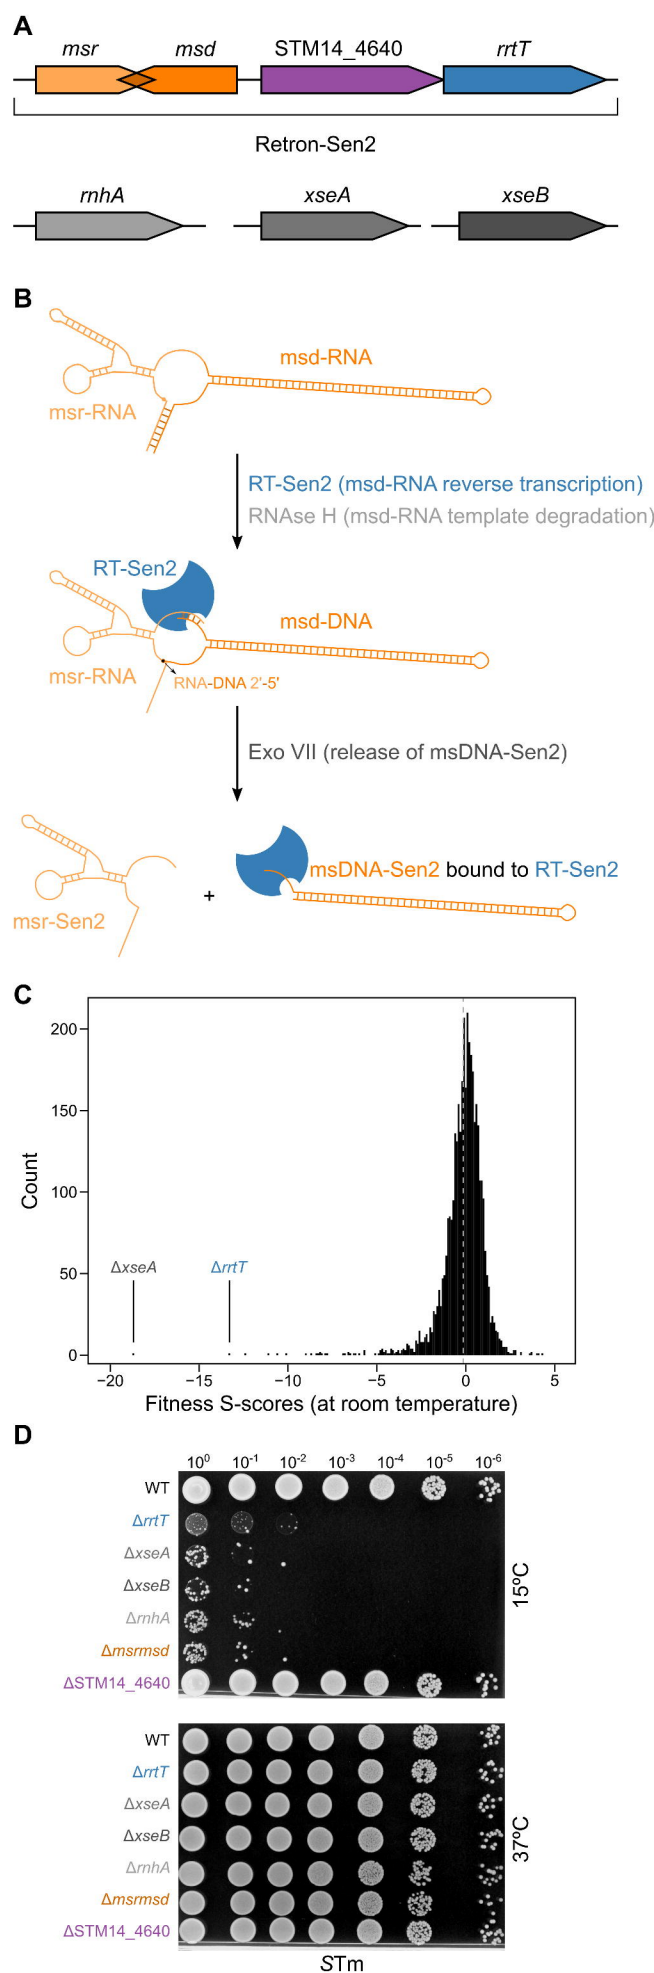 A
msr msd STM14_4640 rrtT
Retron-Sen2
rnhA xseA xseB
B
msd-RNA
msr-RNA
RT-Sen2 (msd-RNA reverse transcription)
RNAse H (msd-RNA template degradation)
RT-Sen2
msd-DNA
msr-RNA
RNA-DNA 2'-5'
Exo VII (release of msDNA-Sen2)
msDNA-Sen2 bound to RT-Sen2
+
msr-Sen2
C
200
150
100
50
0
Count
ΔxseA ΔrrtT
−20 −15 −10 −5 0 5
Fitness S-scores (at room temperature)
D
10⁰ 10⁻¹ 10⁻² 10⁻³ 10⁻⁴ 10⁻⁵ 10⁻⁶
WT
ΔrrtT
ΔxseA
ΔxseB
ΔrnhA
Δmsrmsd
ΔSTM14_4640
15ºC
WT
ΔrrtT
ΔxseA
ΔxseB
ΔrnhA
Δmsrmsd
ΔSTM14_4640
37ºC
STm